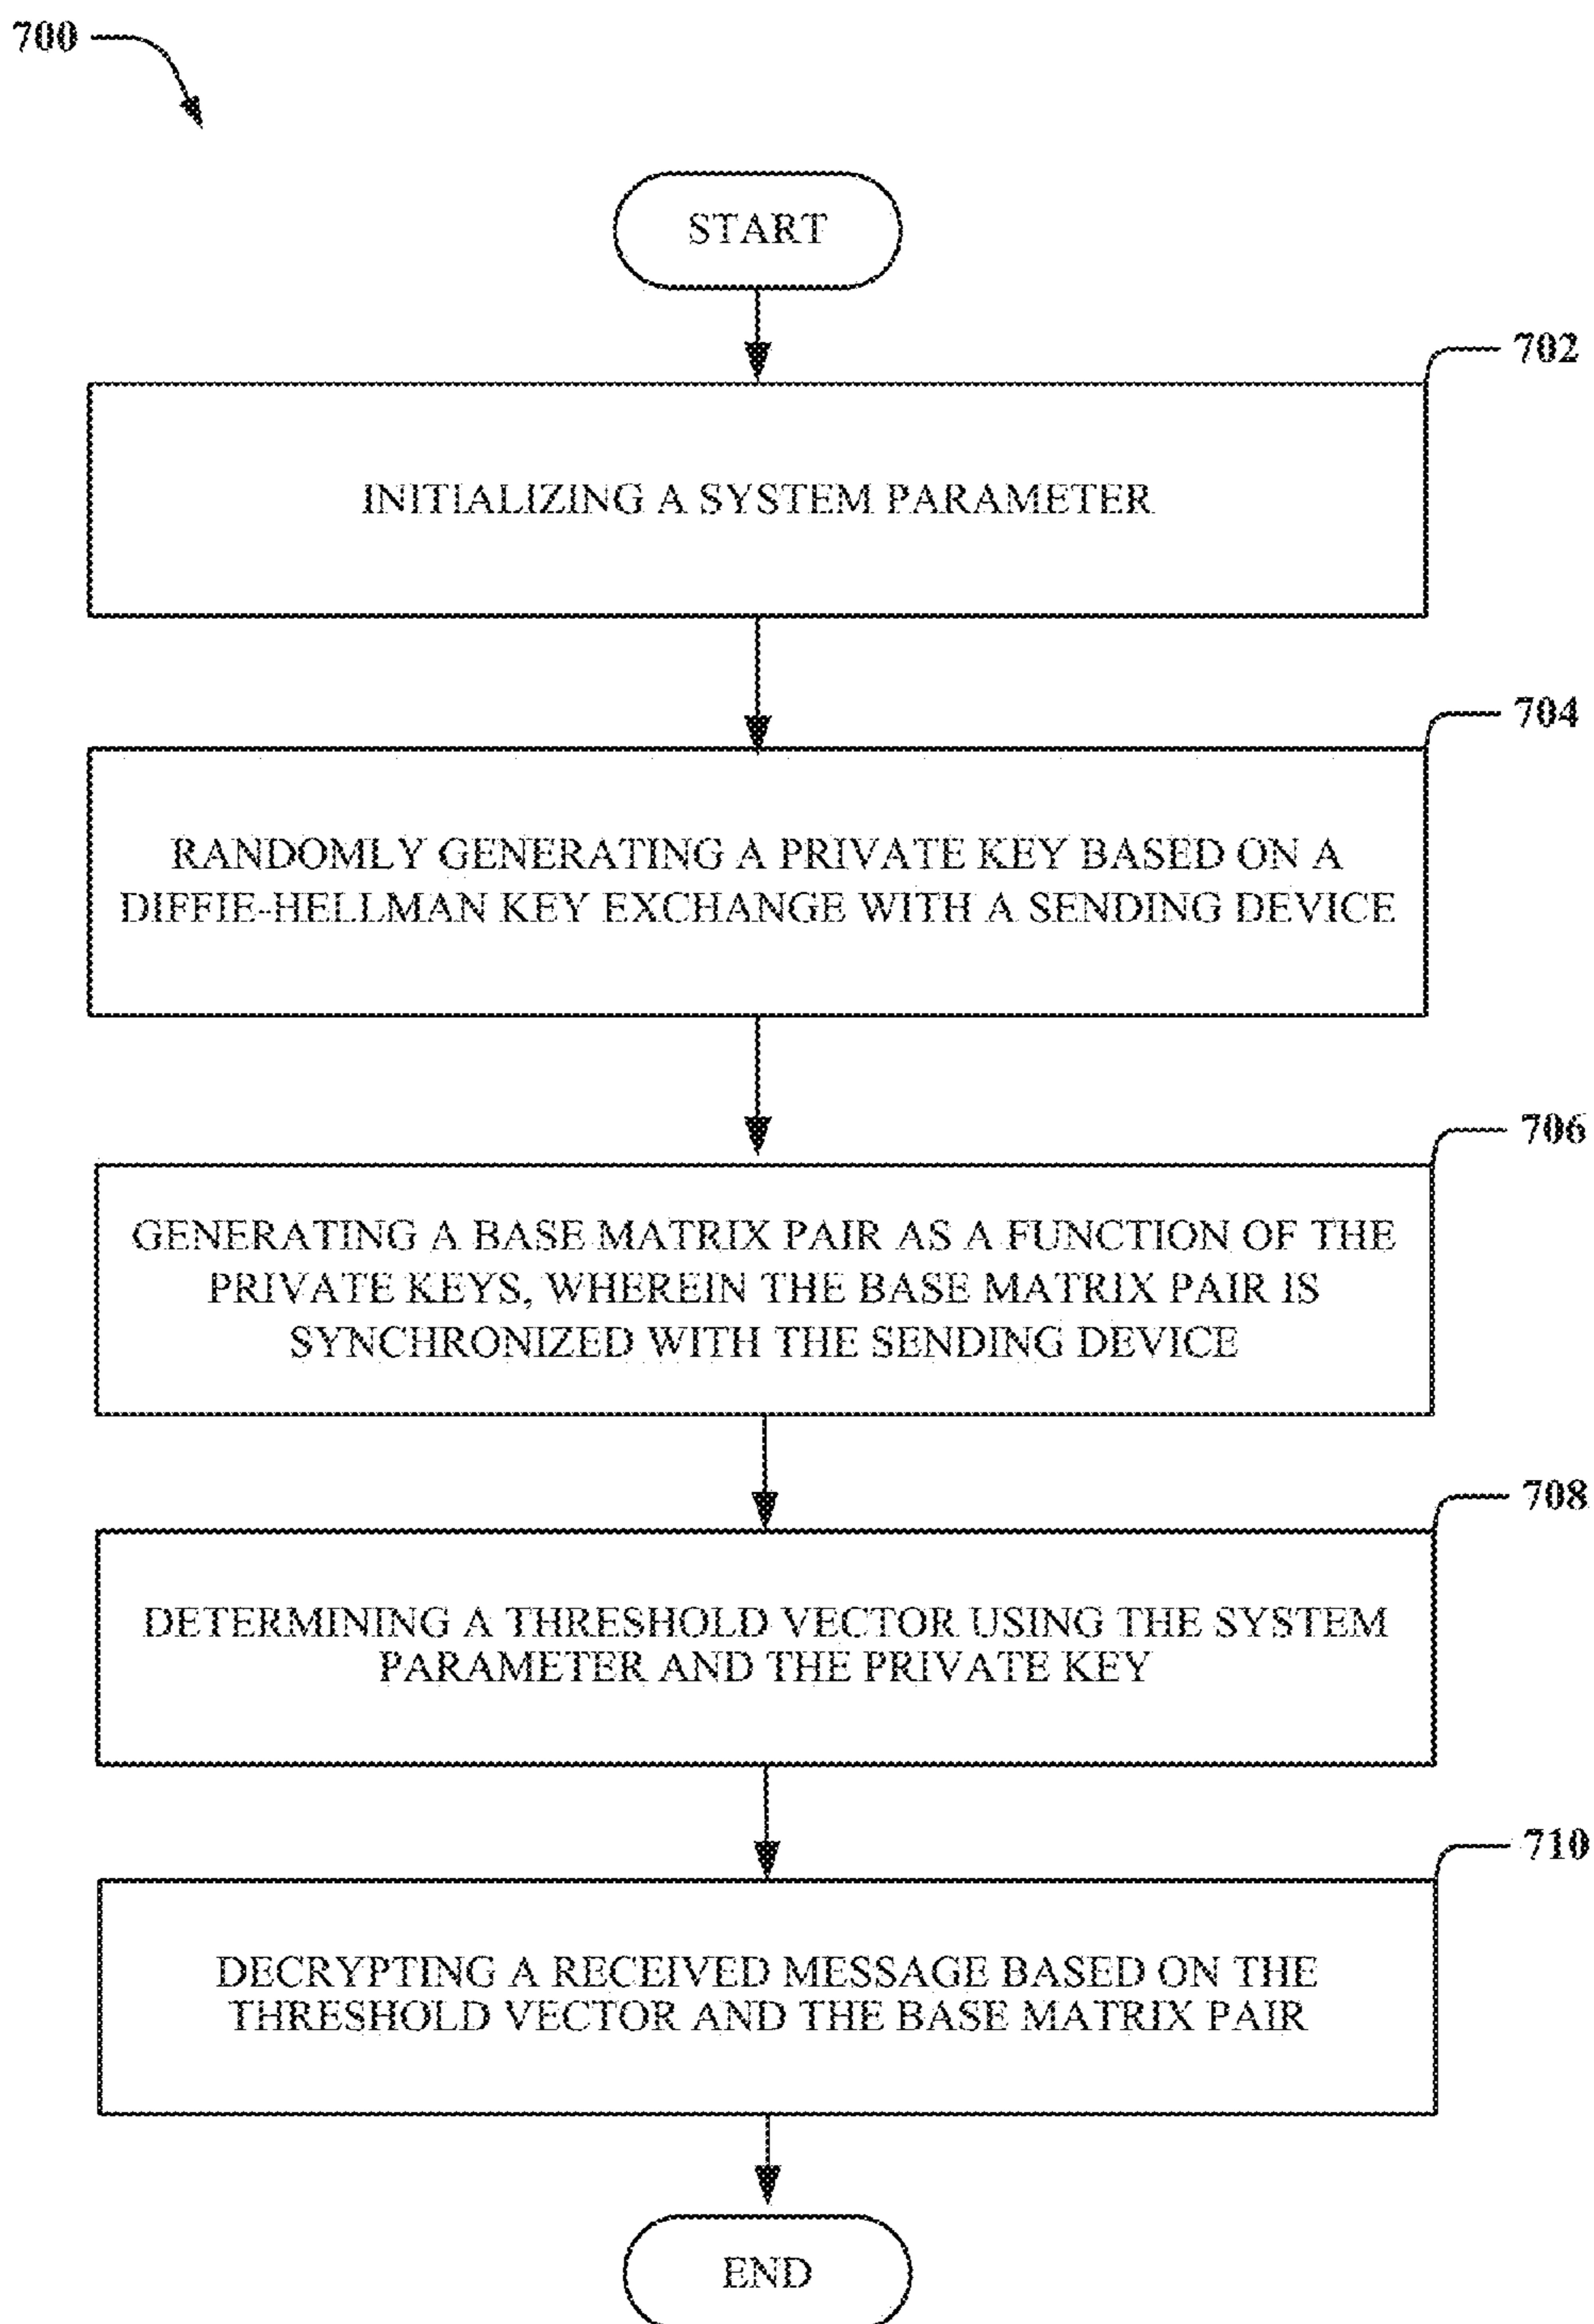 700
START
702
INITIALIZING A SYSTEM PARAMETER
704
RANDOMLY GENERATING A PRIVATE KEY BASED ON A
DIFFIE-HELLMAN KEY EXCHANGE WITH A SENDING DEVICE
706
GENERATING A BASE MATRIX PAIR AS A FUNCTION OF THE
PRIVATE KEYS, WHEREIN THE BASE MATRIX PAIR IS
SYNCHRONIZED WITH THE SENDING DEVICE
708
DETERMINING A THRESHOLD VECTOR USING THE SYSTEM
PARAMETER AND THE PRIVATE KEY
710
DECRYPTING A RECEIVED MESSAGE BASED ON THE
THRESHOLD VECTOR AND THE BASE MATRIX PAIR
END